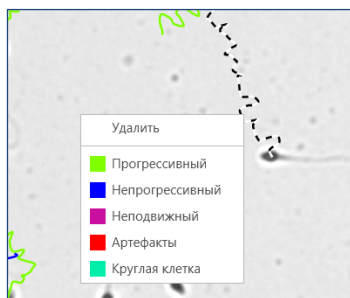 Удалить
Прогрессивный
Непрогрессивный
Неподвижный
Артефакты
Круглая клетка